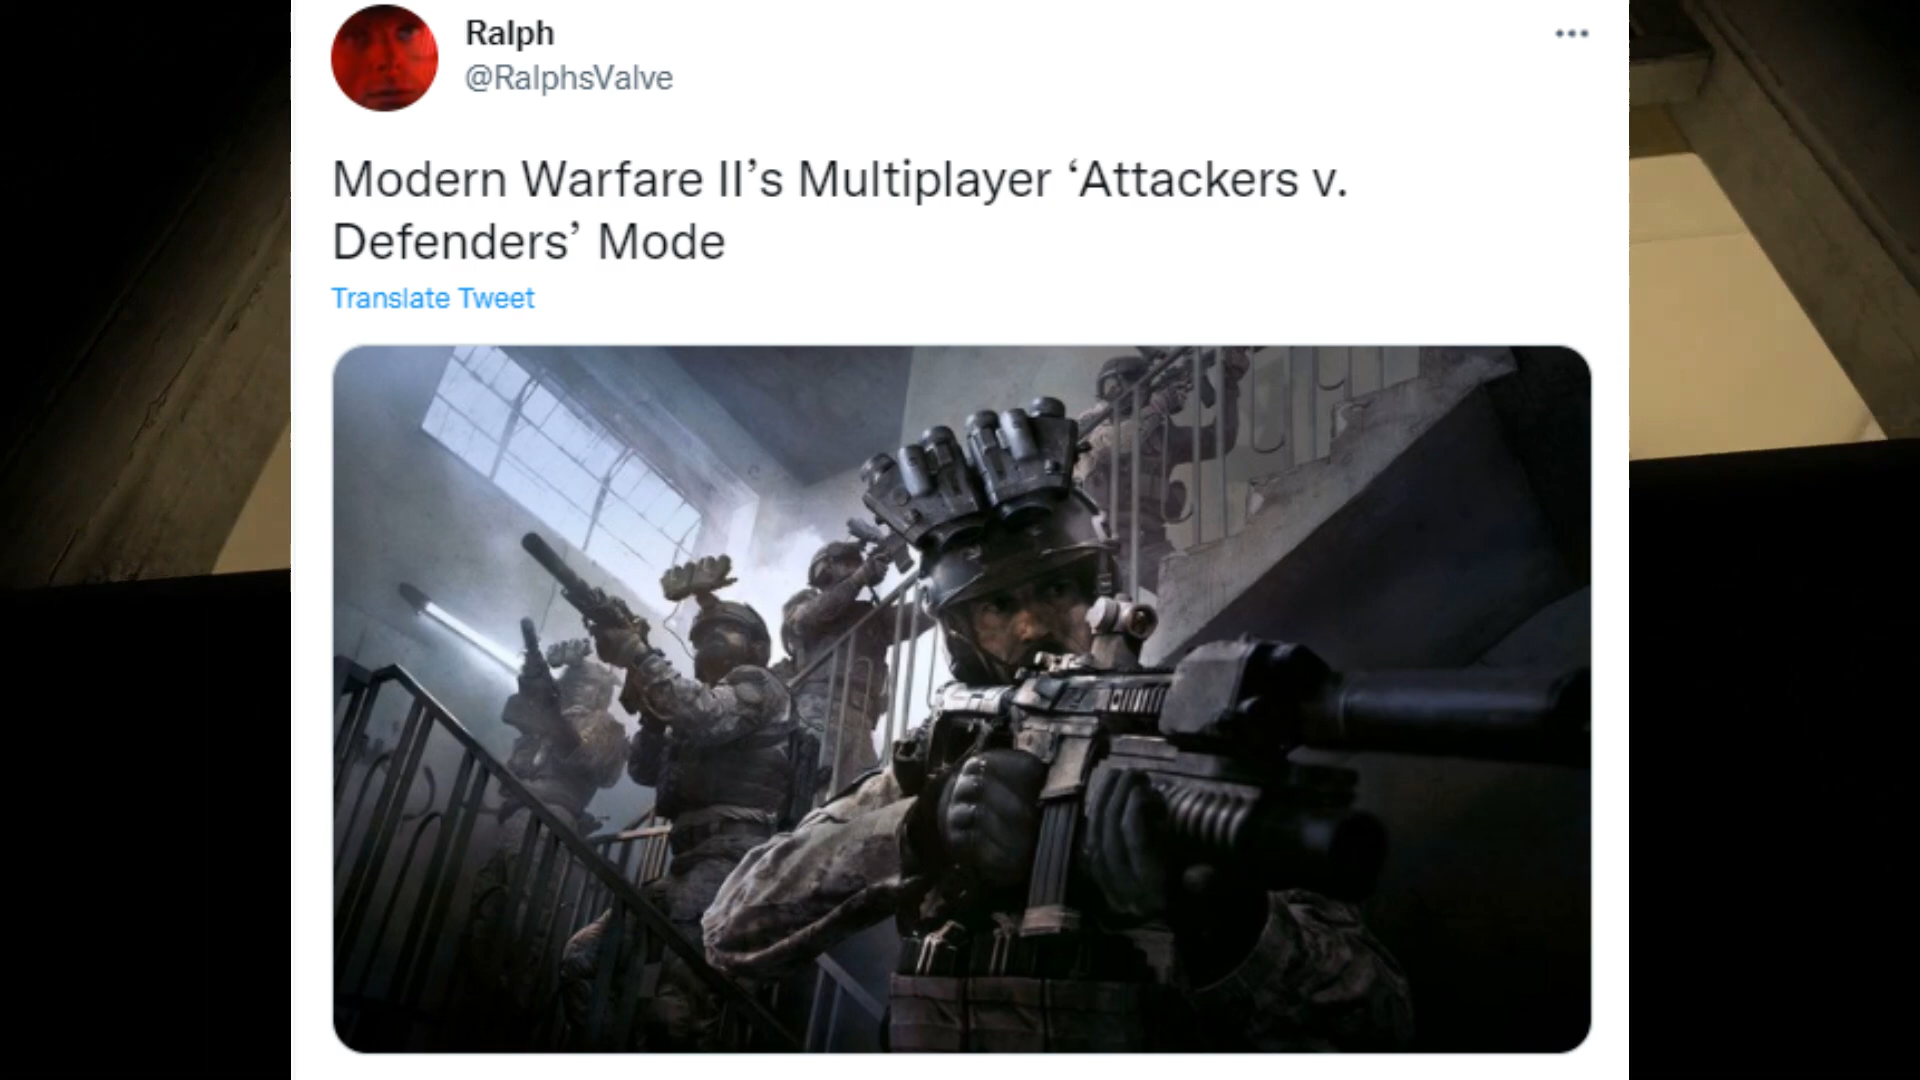 Ralph
@RalphsValve
Modern Warfare II’s Multiplayer ‘Attackers v.
Defenders’ Mode
Translate Tweet